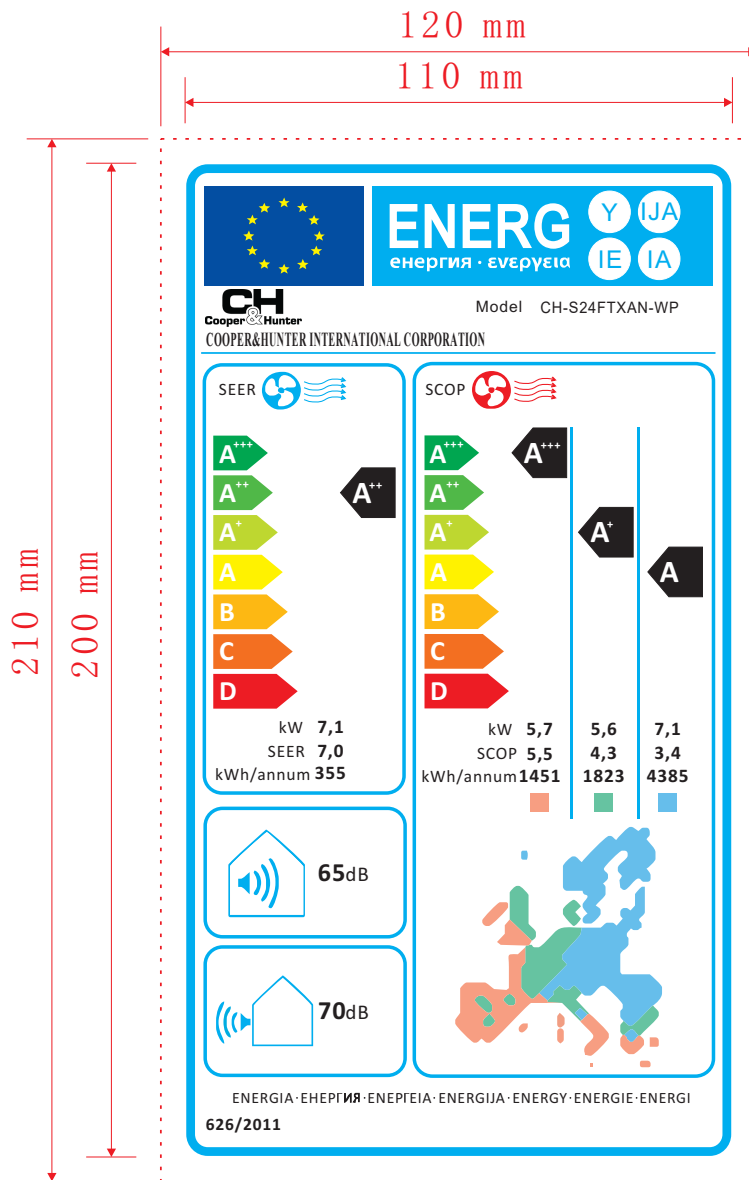 120 mm
110 mm
210 mm
200 mm
ENERG
енергия · ενεργεια
Y IJA
IE IA
CH
Cooper&Hunter
Model CH-S24FTXAN-WP
COOPER&HUNTER INTERNATIONAL CORPORATION
SEER
A+++
A++
A+
A
B
C
D
A++
kW 7,1
SEER 7,0
kWh/annum 355
SCOP
A+++
A++
A+
A
B
C
D
A+++
A+
A
kW 5,7 5,6 7,1
SCOP 5,5 4,3 3,4
kWh/annum 1451 1823 4385
65dB
70dB
ENERGIA·ЕНЕРГИЯ·ΕΝΕΡΓΕΙΑ·ENERGIJA·ENERGY·ENERGIE·ENERGI
626/2011